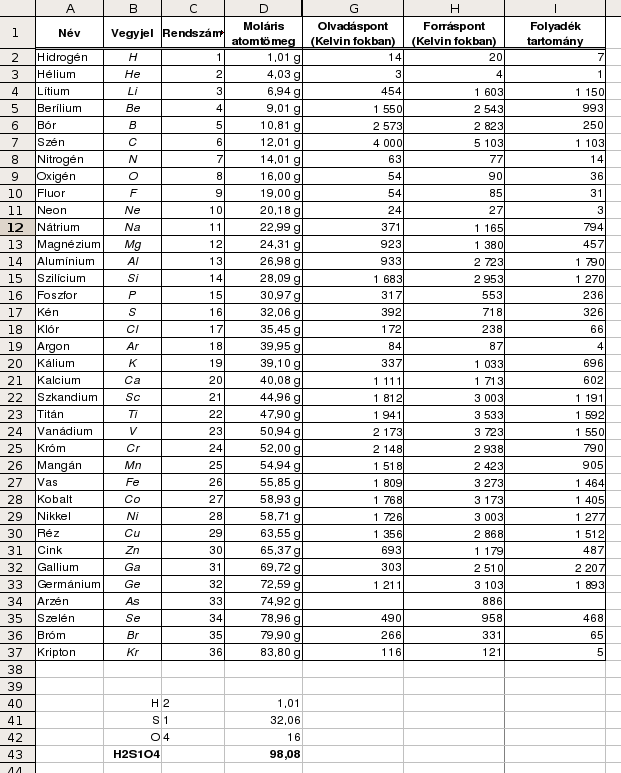 A B C D G H I
1 Név Vegyjel Rendszám Moláris atomtömeg Olvadáspont (Kelvin fokban) Forráspont (Kelvin fokban) Folyadék tartomány
2 Hidrogén H 1 1,01 g 14 20 7
3 Hélium He 2 4,03 g 3 4 1
4 Lítium Li 3 6,94 g 454 1 603 1 150
5 Berílium Be 4 9,01 g 1 550 2 543 993
6 Bór B 5 10,81 g 2 573 2 823 250
7 Szén C 6 12,01 g 4 000 5 103 1 103
8 Nitrogén N 7 14,01 g 63 77 14
9 Oxigén O 8 16,00 g 54 90 36
10 Fluor F 9 19,00 g 54 85 31
11 Neon Ne 10 20,18 g 24 27 3
12 Nátrium Na 11 22,99 g 371 1 165 794
13 Magnézium Mg 12 24,31 g 923 1 380 457
14 Alumínium Al 13 26,98 g 933 2 723 1 790
15 Szilícium Si 14 28,09 g 1 683 2 953 1 270
16 Foszfor P 15 30,97 g 317 553 236
17 Kén S 16 32,06 g 392 718 326
18 Klór Cl 17 35,45 g 172 238 66
19 Argon Ar 18 39,95 g 84 87 4
20 Kálium K 19 39,10 g 337 1 033 696
21 Kalcium Ca 20 40,08 g 1 111 1 713 602
22 Szkandium Sc 21 44,96 g 1 812 3 003 1 191
23 Titán Ti 22 47,90 g 1 941 3 533 1 592
24 Vanádium V 23 50,94 g 2 173 3 723 1 550
25 Króm Cr 24 52,00 g 2 148 2 938 790
26 Mangán Mn 25 54,94 g 1 518 2 423 905
27 Vas Fe 26 55,85 g 1 809 3 273 1 464
28 Kobalt Co 27 58,93 g 1 768 3 173 1 405
29 Nikkel Ni 28 58,71 g 1 726 3 003 1 277
30 Réz Cu 29 63,55 g 1 356 2 868 1 512
31 Cink Zn 30 65,37 g 693 1 179 487
32 Gallium Ga 31 69,72 g 303 2 510 2 207
33 Germánium Ge 32 72,59 g 1 211 3 103 1 893
34 Arzén As 33 74,92 g 886
35 Szelén Se 34 78,96 g 490 958 468
36 Bróm Br 35 79,90 g 266 331 65
37 Kripton Kr 36 83,80 g 116 121 5
38
39
40 H 2 1,01
41 S 1 32,06
42 O 4 16
43 H2S1O4 98,08
44